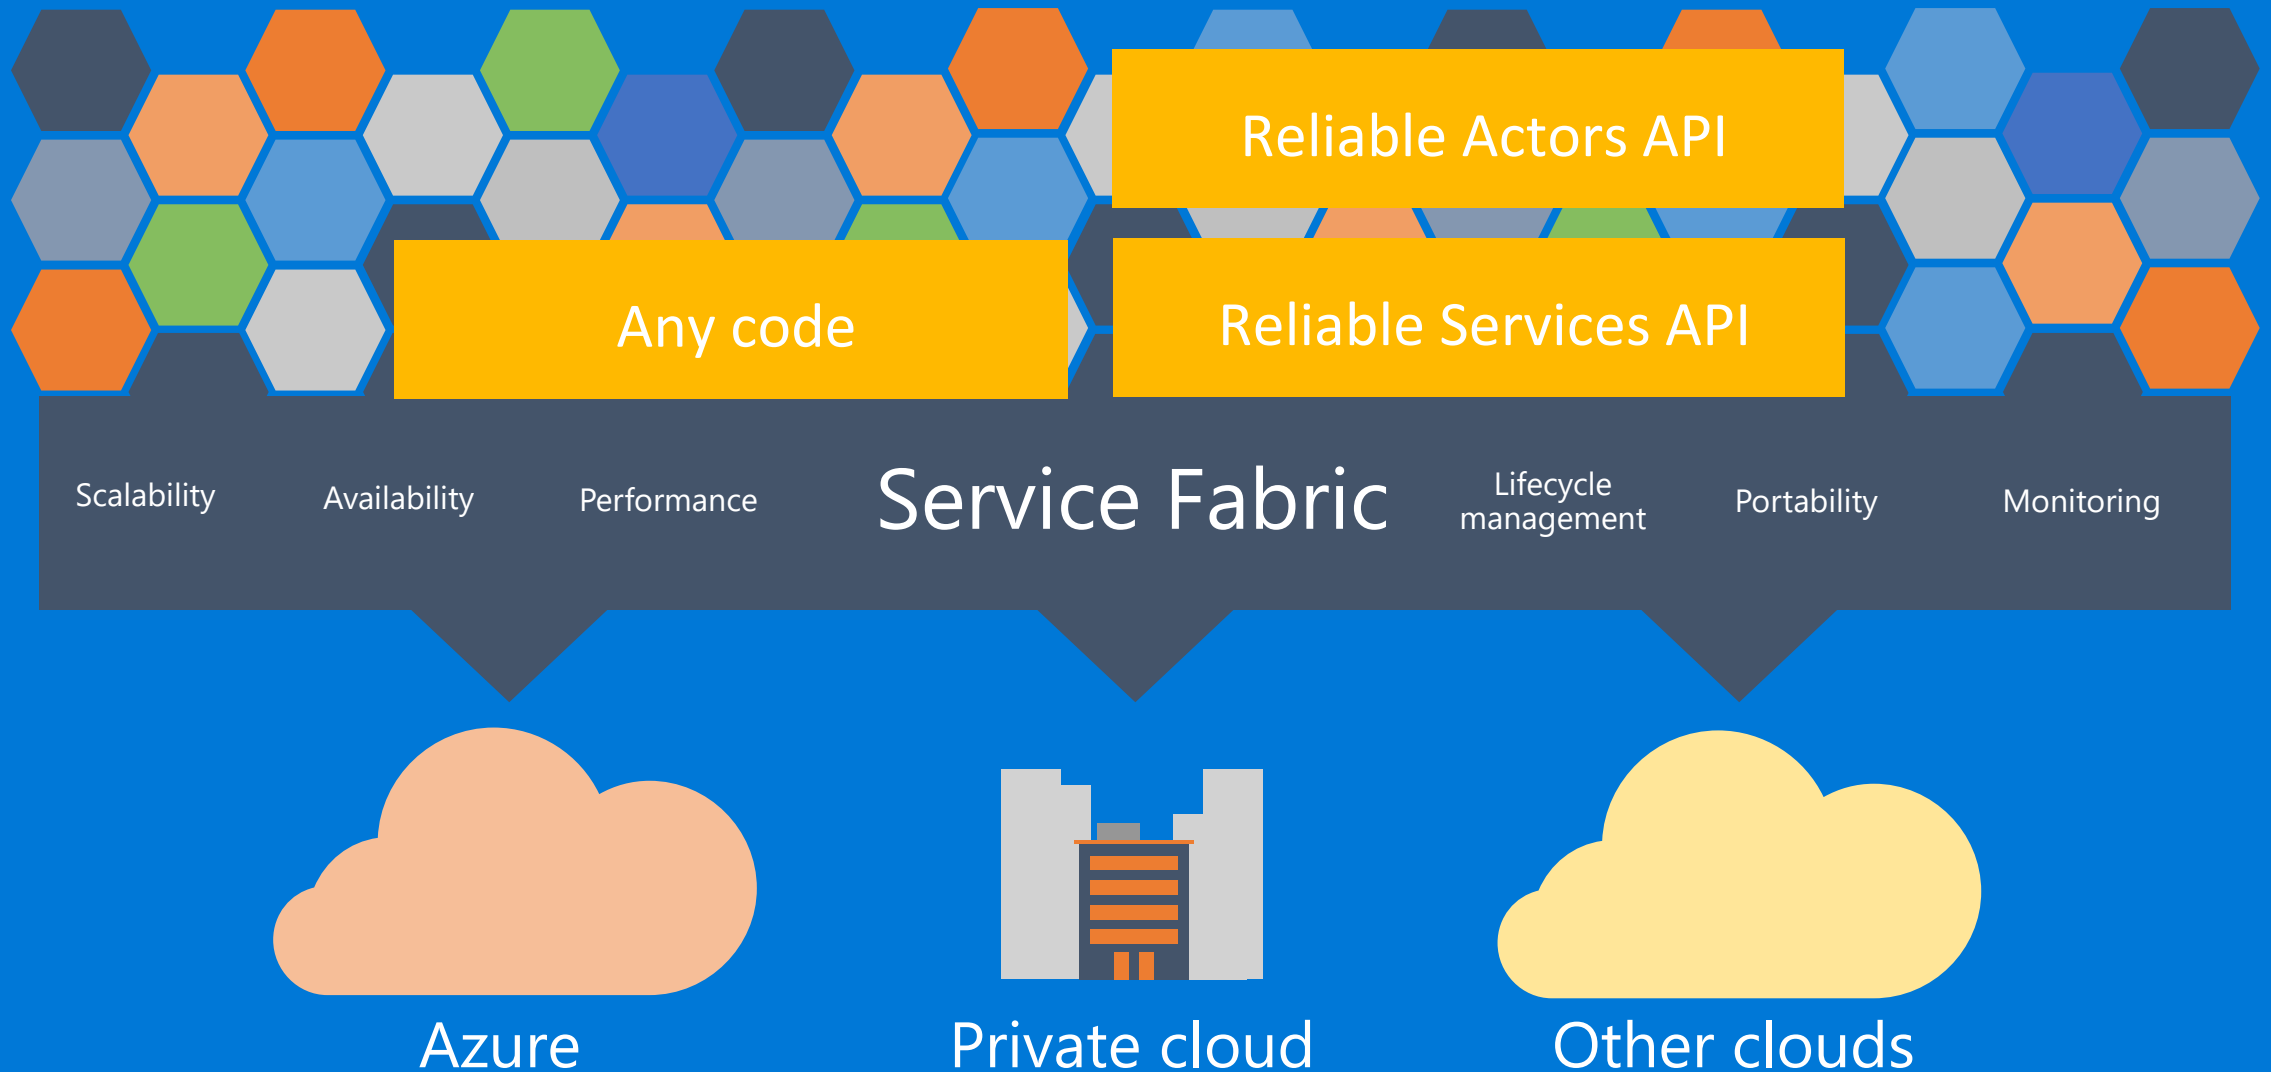 Reliable Actors API
Any code
Reliable Services API
Scalability
Availability
Performance
Service Fabric
Lifecycle
management
Portability
Monitoring
Azure
Private cloud
Other clouds